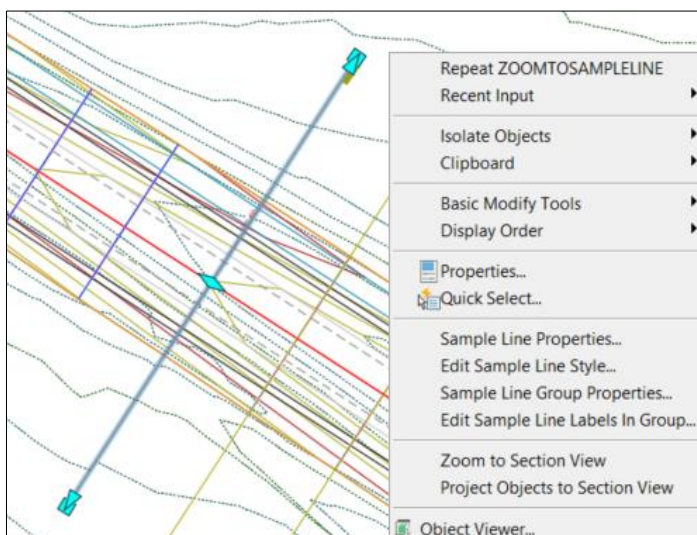 Repeat ZOOMTOSAMPLELINE
Recent Input
Isolate Objects
Clipboard
Basic Modify Tools
Display Order
Properties...
Quick Select...
Sample Line Properties...
Edit Sample Line Style...
Sample Line Group Properties...
Edit Sample Line Labels In Group...
Zoom to Section View
Project Objects to Section View
Object Viewer...